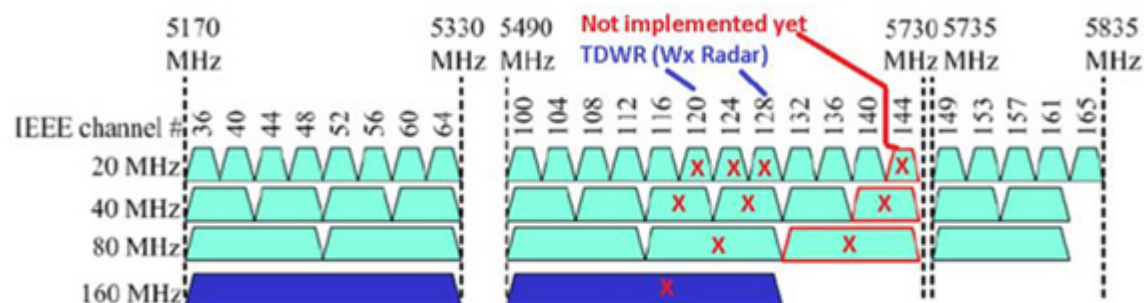 Not implemented yet
TDWR (Wx Radar)
5170 MHz
5330 MHz
5490 MHz
5730 MHz
5735 MHz
5835 MHz
IEEE channel # 36 40 44 48 52 56 60 64 100 104 108 112 116 120 124 128 132 136 140 144 149 153 157 161 165
20 MHz X X X X
40 MHz X X X
80 MHz X X
160 MHz X